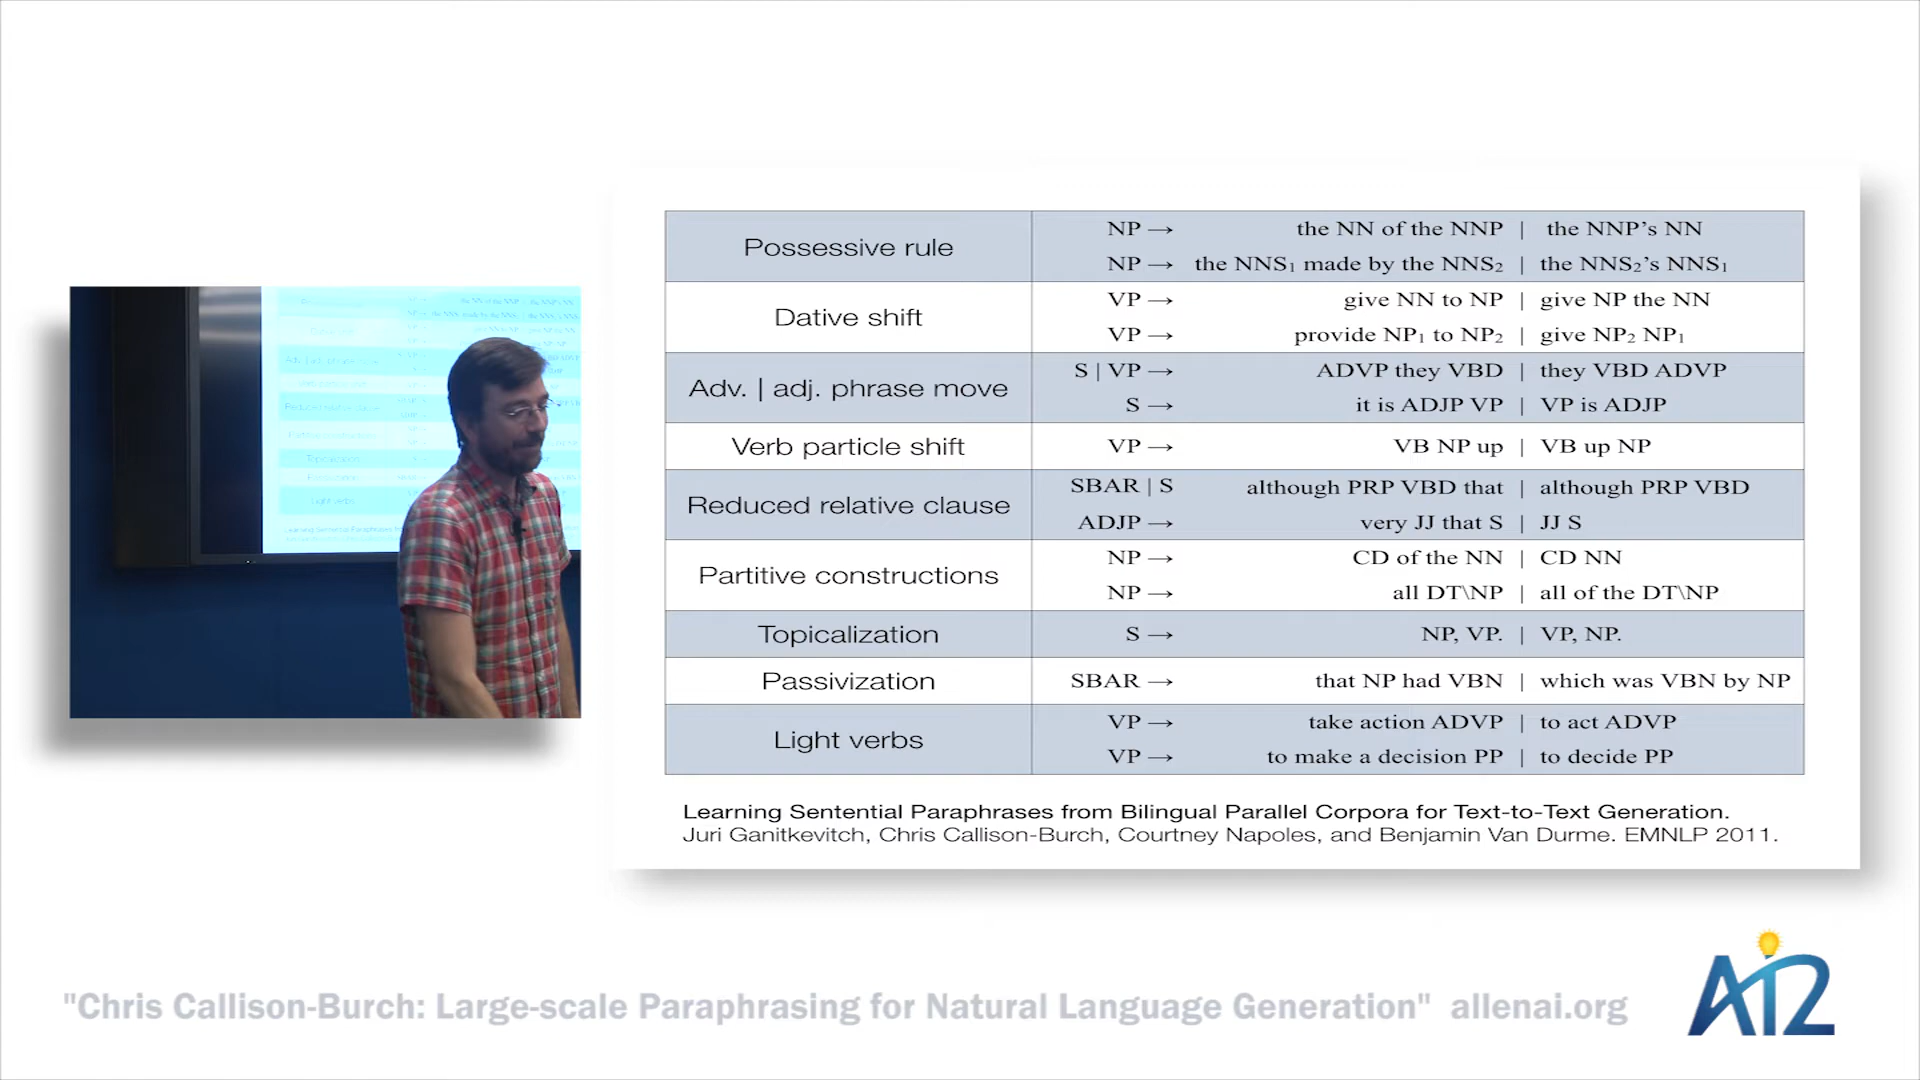 Possessive rule
NP → the NN of the NNP | the NNP's NN
NP → the NNS₁ made by the NNS₂ | the NNS₂'s NNS₁
Dative shift
VP → give NN to NP | give NP the NN
VP → provide NP₁ to NP₂ | give NP₂ NP₁
Adv. | adj. phrase move
S | VP → ADVP they VBD | they VBD ADVP
S → it is ADJP VP | VP is ADJP
Verb particle shift
VP → VB NP up | VB up NP
Reduced relative clause
SBAR | S although PRP VBD that | although PRP VBD
ADJP → very JJ that S | JJ S
Partitive constructions
NP → CD of the NN | CD NN
NP → all DT\NP | all of the DT\NP
Topicalization
S → NP, VP. | VP, NP.
Passivization
SBAR → that NP had VBN | which was VBN by NP
Light verbs
VP → take action ADVP | to act ADVP
VP → to make a decision PP | to decide PP
Learning Sentential Paraphrases from Bilingual Parallel Corpora for Text-to-Text Generation.
Juri Ganitkevitch, Chris Callison-Burch, Courtney Napoles, and Benjamin Van Durme. EMNLP 2011.
"Chris Callison-Burch: Large-scale Paraphrasing for Natural Language Generation" allenai.org
AI2